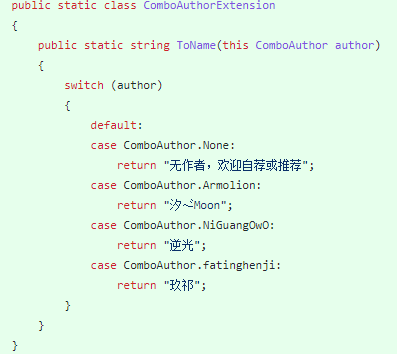 public static class ComboAuthorExtension
{
    public static string ToName(this ComboAuthor author)
    {
        switch (author)
        {
            default:
            case ComboAuthor.None:
                return "无作者，欢迎自荐或推荐";
            case ComboAuthor.Armolion:
                return "汐~Moon";
            case ComboAuthor.NiGuangOwO:
                return "逆光";
            case ComboAuthor.fatinghenji:
                return "玖祁";
        }
    }
}